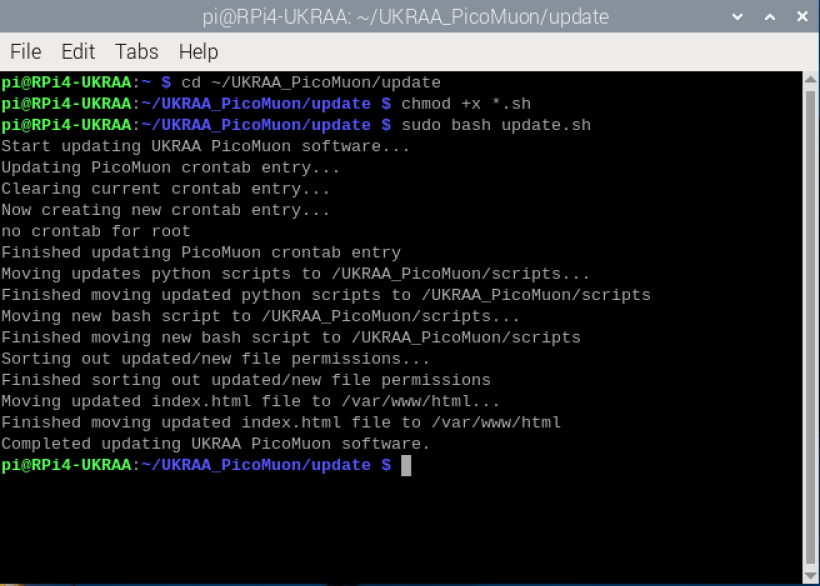 pi@RPi4-UKRAA: ~/UKRAA_PicoMuon/update
File Edit Tabs Help
pi@RPi4-UKRAA:~ $ cd ~/UKRAA_PicoMuon/update
pi@RPi4-UKRAA:~/UKRAA_PicoMuon/update $ chmod +x *.sh
pi@RPi4-UKRAA:~/UKRAA_PicoMuon/update $ sudo bash update.sh
Start updating UKRAA PicoMuon software...
Updating PicoMuon crontab entry...
Clearing current crontab entry...
Now creating new crontab entry...
no crontab for root
Finished updating PicoMuon crontab entry
Moving updates python scripts to /UKRAA_PicoMuon/scripts...
Finished moving updated python scripts to /UKRAA_PicoMuon/scripts
Moving new bash script to /UKRAA_PicoMuon/scripts...
Finished moving new bash script to /UKRAA_PicoMuon/scripts
Sorting out updated/new file permissions...
Finished sorting out updated/new file permissions
Moving updated index.html file to /var/www/html...
Finished moving updated index.html file to /var/www/html
Completed updating UKRAA PicoMuon software.
pi@RPi4-UKRAA:~/UKRAA_PicoMuon/update $